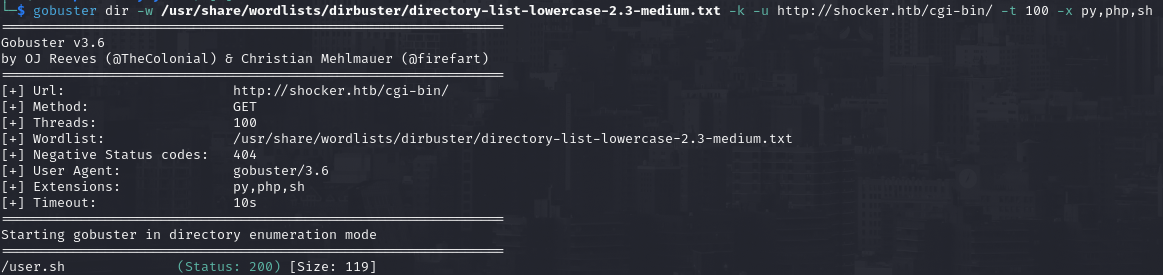 └─$ gobuster dir -w /usr/share/wordlists/dirbuster/directory-list-lowercase-2.3-medium.txt -k -u http://shocker.htb/cgi-bin/ -t 100 -x py,php,sh
===============================================================
Gobuster v3.6
by OJ Reeves (@TheColonial) & Christian Mehlmauer (@firefart)
===============================================================
[+] Url:                     http://shocker.htb/cgi-bin/
[+] Method:                  GET
[+] Threads:                 100
[+] Wordlist:                /usr/share/wordlists/dirbuster/directory-list-lowercase-2.3-medium.txt
[+] Negative Status codes:   404
[+] User Agent:              gobuster/3.6
[+] Extensions:              py,php,sh
[+] Timeout:                 10s
===============================================================
Starting gobuster in directory enumeration mode
===============================================================
/user.sh              (Status: 200) [Size: 119]